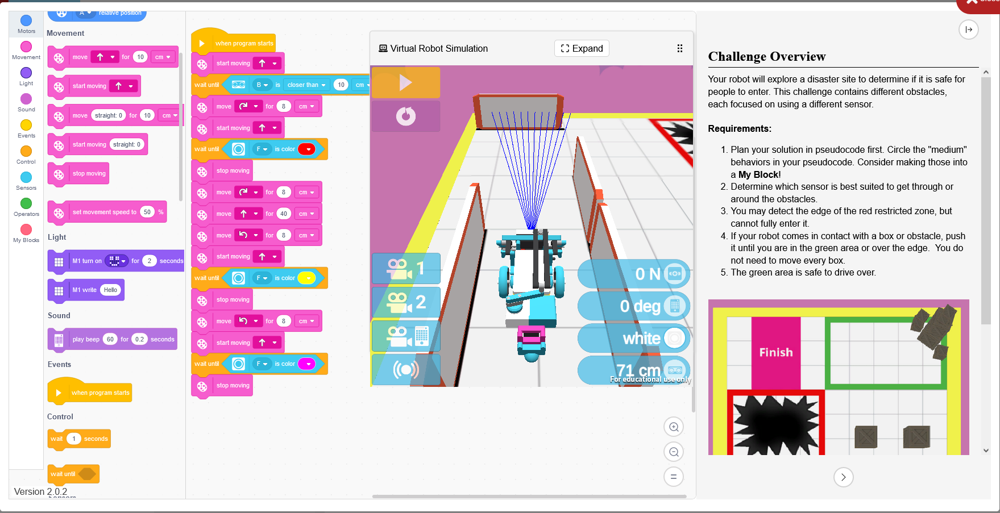 Close
A relative position
Motors
Movement
Light
Sound
Events
Control
Sensors
Operators
My Blocks
Movement
move for 10 cm
start moving
move straight: 0 for 10 cm
start moving straight: 0
stop moving
set movement speed to 50 %
Light
M1 turn on for 2 seconds
M1 write Hello
Sound
play beep 60 for 0.2 seconds
Events
when program starts
Control
wait 1 seconds
wait until
Sensors
Version 2.0.2
when program starts
start moving
wait until B is closer than 10 cm
move for 8 cm
start moving
wait until F is color
stop moving
move for 8 cm
move for 40 cm
move for 8 cm
start moving
wait until F is color
stop moving
move for 8 cm
start moving
wait until F is color
stop moving
Virtual Robot Simulation
Expand
1
2
0 N
0 deg
white
71 cm
For educational use only
Challenge Overview
Your robot will explore a disaster site to determine if it is safe for
people to enter. This challenge contains different obstacles,
each focused on using a different sensor.
Requirements:
1. Plan your solution in pseudocode first. Circle the "medium"
behaviors in your pseudocode. Consider making those into
a My Block!
2. Determine which sensor is best suited to get through or
around the obstacles.
3. You may detect the edge of the red restricted zone, but
cannot fully enter it.
4. If your robot comes in contact with a box or obstacle, push
it until you are in the green area or over the edge. You do
not need to move every box.
5. The green area is safe to drive over.
Finish